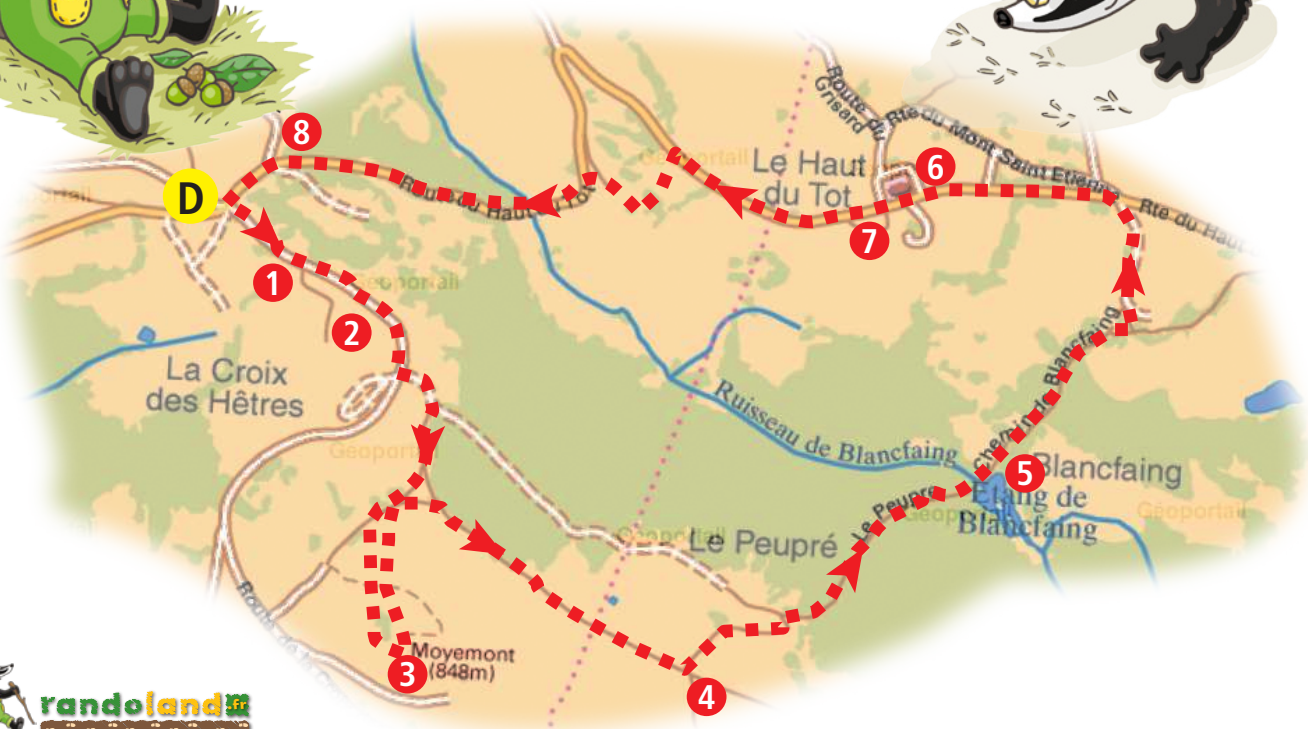 8
Géoportail
Route du
Grisard
Rte du Mont Saint Etienne
6
Le Haut
du Tot
D
Route du Haut du Tot
Rte du Haut
7
1
Géoportail
2
La Croix
des Hêtres
Ruisseau de Blancfaing
Chemin de Blancfaing
Géoportail
5
Blancfaing
Etang de
Blancfaing
Le Peupré
Géoportail
Géoportail
Le Peupré
Moyemont
(848m)
3
4
randoland.fr